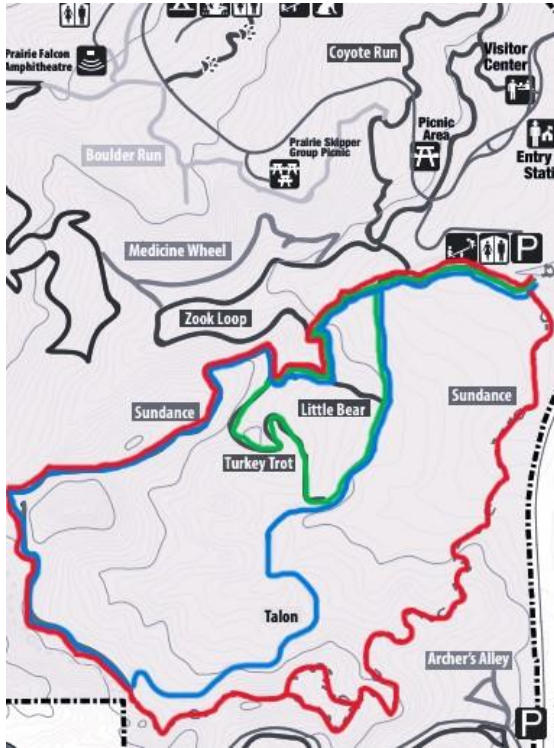 Prairie Falcon
Amphitheatre
Coyote Run
Visitor
Center
Picnic
Area
Prairie Skipper
Group Picnic
Entry
Stati
Boulder Run
Medicine Wheel
P
Zook Loop
Sundance
Little Bear
Sundance
Turkey Trot
Talon
Archer's Alley
P